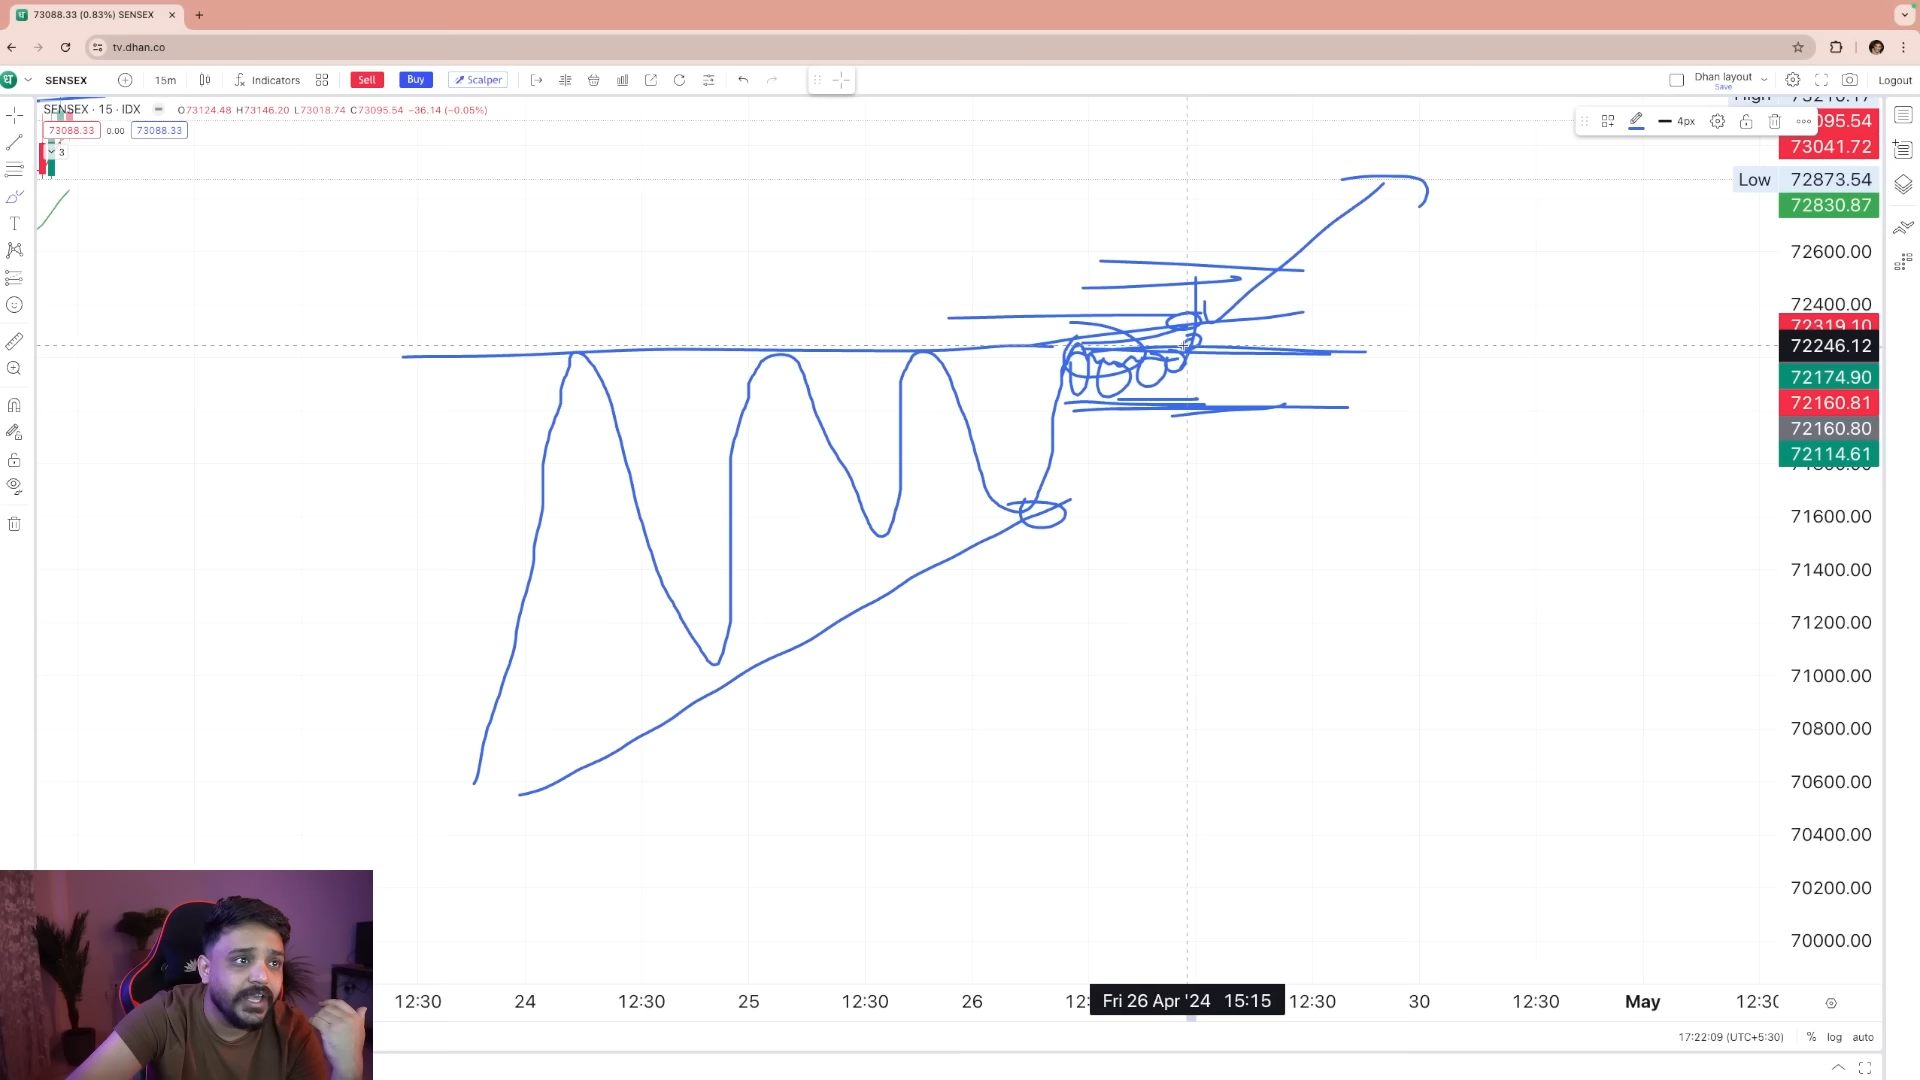 73088.33 (0.83%) SENSEX
tv.dhan.co
SENSEX 15m Indicators Sell Buy Scalper Dhan layout Save Logout
SENSEX · 15 · IDX O73124.48 H73146.20 L73018.74 C73095.54 −36.14 (−0.05%)
73088.33 0.00 73088.33
3
4px
095.54
73041.72
Low 72873.54
72830.87
72600.00
72400.00
72319.10
72246.12
72174.90
72160.81
72160.80
72114.61
71600.00
71400.00
71200.00
71000.00
70800.00
70600.00
70400.00
70200.00
70000.00
12:30 24 12:30 25 12:30 26 Fri 26 Apr '24 15:15 12:30 30 12:30 May
17:22:09 (UTC+5:30) % log auto